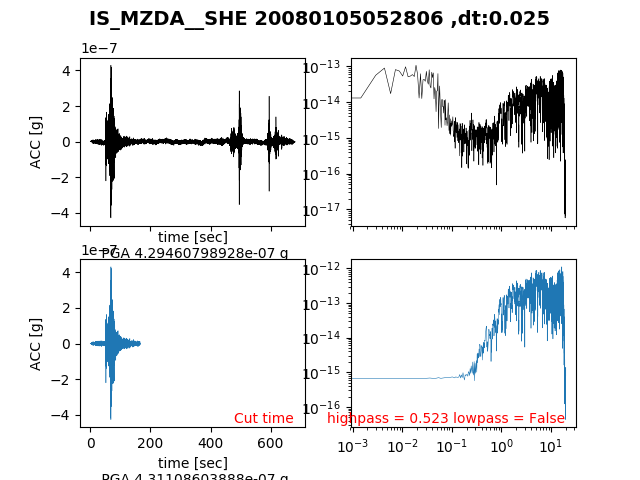 IS_MZDA__SHE 20080105052806 ,dt:0.025
1e−7
4
2
0
−2
−4
ACC [g]
time [sec]
PGA 4.29460798928e-07 g
10⁻¹³
10⁻¹⁴
10⁻¹⁵
10⁻¹⁶
10⁻¹⁷
4
2
0
−2
−4
ACC [g]
Cut time
0 200 400 600
time [sec]
PGA 4.31108603888e-07 g
10⁻¹²
10⁻¹³
10⁻¹⁴
10⁻¹⁵
10⁻¹⁶
highpass = 0.523 lowpass = False
10⁻³ 10⁻² 10⁻¹ 10⁰ 10¹